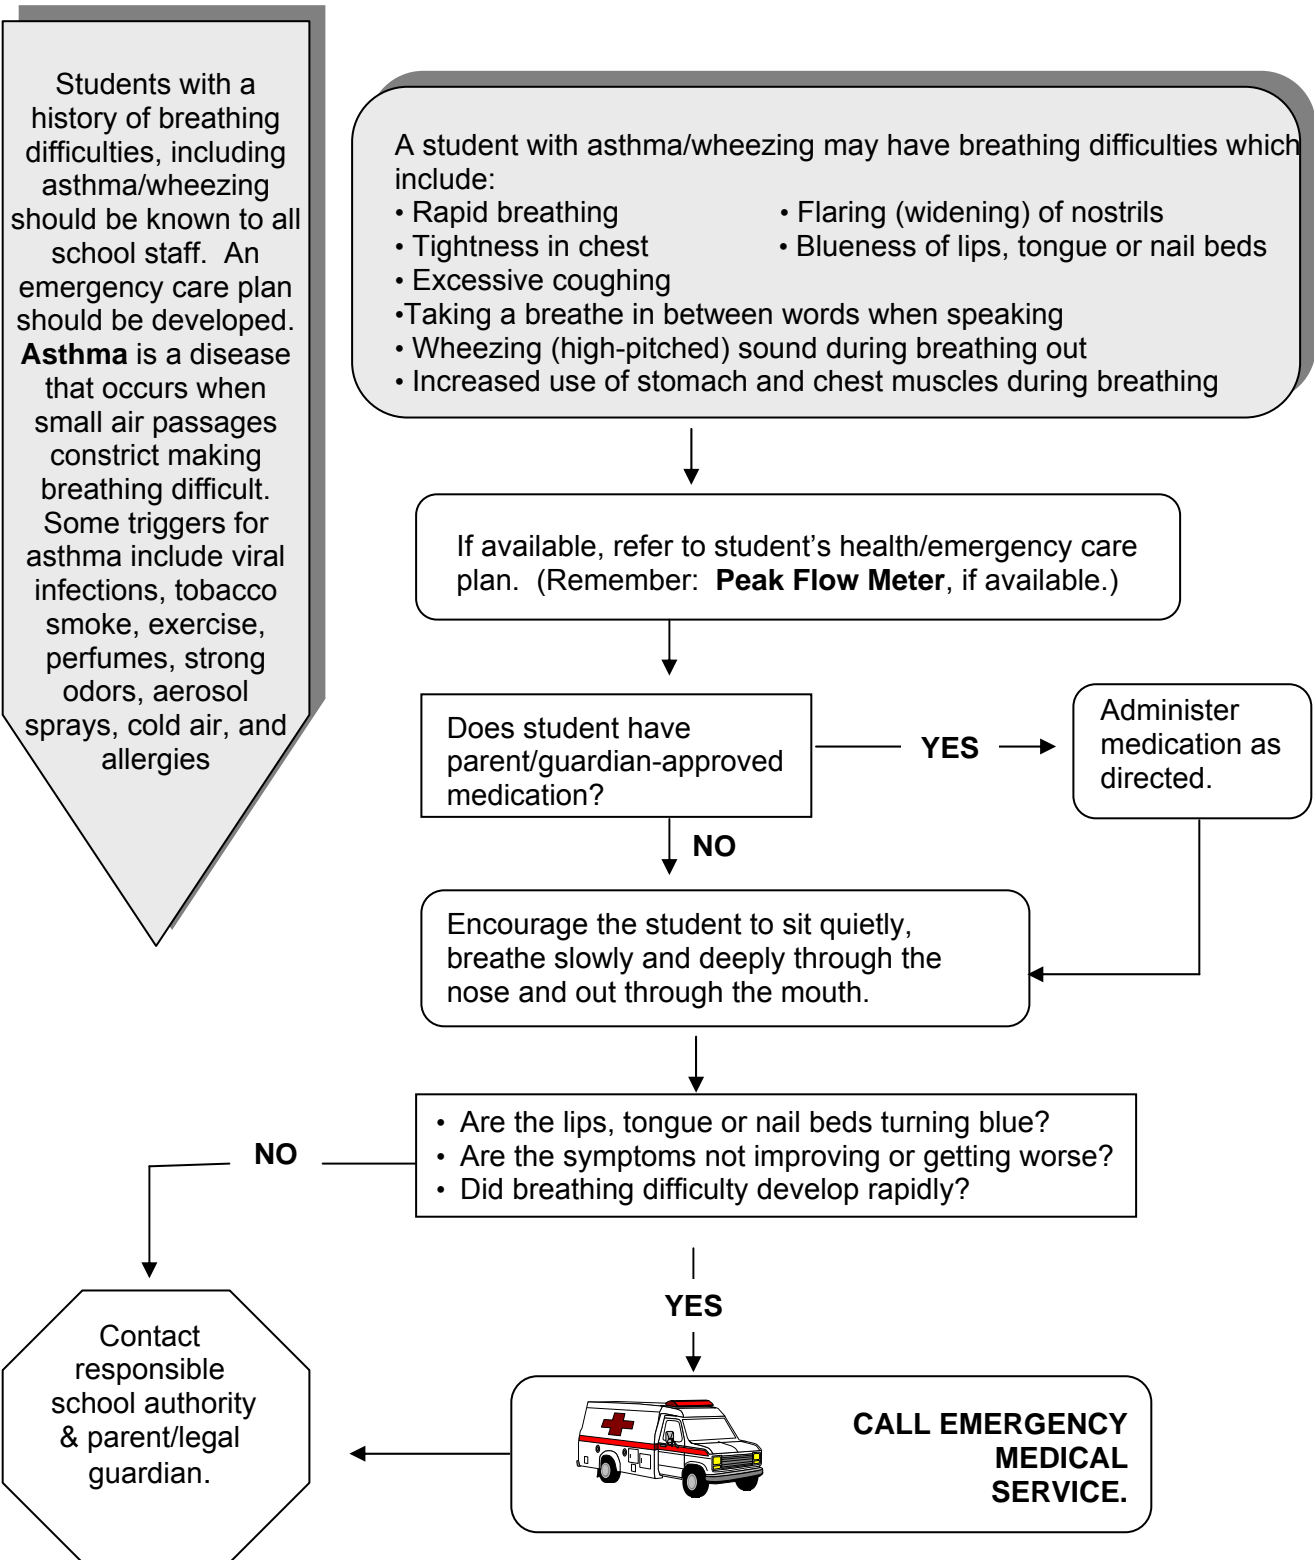 Students with a
history of breathing
difficulties, including
asthma/wheezing
should be known to all
school staff.  An
emergency care plan
should be developed.
Asthma is a disease
that occurs when
small air passages
constrict making
breathing difficult.
Some triggers for
asthma include viral
infections, tobacco
smoke, exercise,
perfumes, strong
odors, aerosol
sprays, cold air, and
allergies
A student with asthma/wheezing may have breathing difficulties which
include:
• Rapid breathing • Flaring (widening) of nostrils
• Tightness in chest • Blueness of lips, tongue or nail beds
• Excessive coughing
•Taking a breathe in between words when speaking
• Wheezing (high-pitched) sound during breathing out
• Increased use of stomach and chest muscles during breathing
If available, refer to student’s health/emergency care
plan.  (Remember:  Peak Flow Meter, if available.)
Does student have
parent/guardian-approved
medication?
YES
Administer
medication as
directed.
NO
Encourage the student to sit quietly,
breathe slowly and deeply through the
nose and out through the mouth.
• Are the lips, tongue or nail beds turning blue?
• Are the symptoms not improving or getting worse?
• Did breathing difficulty develop rapidly?
NO
YES
Contact
responsible
school authority
& parent/legal
guardian.
CALL EMERGENCY
MEDICAL
SERVICE.